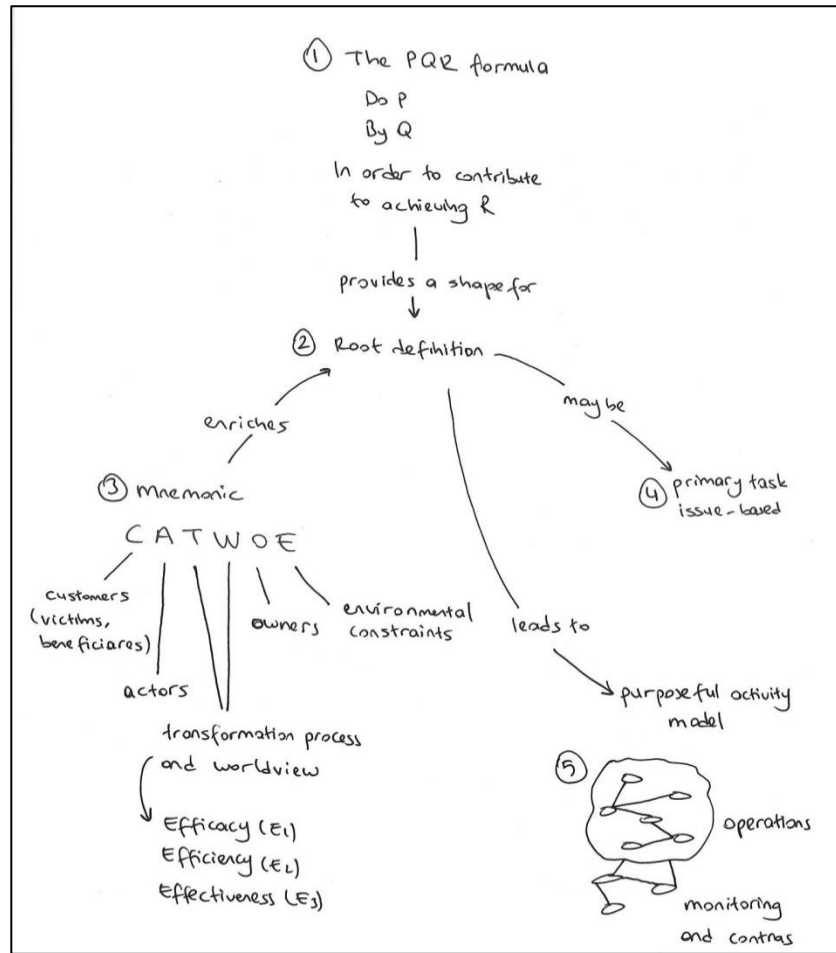 ① The PQR formula
Do P
By Q
In order to contribute
to achieving R
provides a shape for
② Root definition
enriches
may be
③ mnemonic
④ primary task
issue-based
C A T W O E
customers
(victims,
beneficiares)
owners
environmental
constraints
leads to
actors
purposeful activity
model
transformation process
and worldview
⑤
Efficacy (E1)
Efficiency (E2)
Effectiveness (E3)
operations
monitoring
and contras